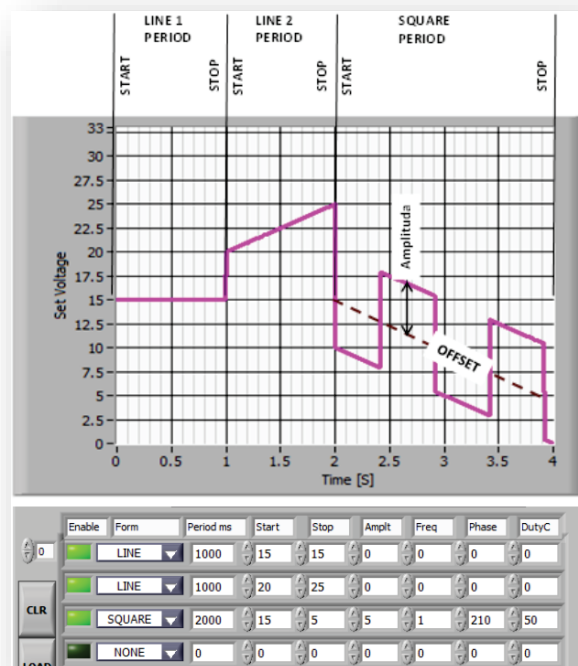 LINE 1
PERIOD
LINE 2
PERIOD
SQUARE
PERIOD
START
STOP
START
STOP
START
STOP
33
30
27.5
25
22.5
20
17.5
15
12.5
10
7.5
5
2.5
0
Set Voltage
Amplituda
OFFSET
0 0.5 1 1.5 2 2.5 3 3.5 4
Time [S]
Enable Form Period ms Start Stop Amplt Freq Phase DutyC
0 LINE 1000 15 15 0 0 0 0
LINE 1000 20 25 0 0 0 0
CLR
SQUARE 2000 15 5 5 1 210 50
NONE 0 0 0 0 0 0 0
LOAD